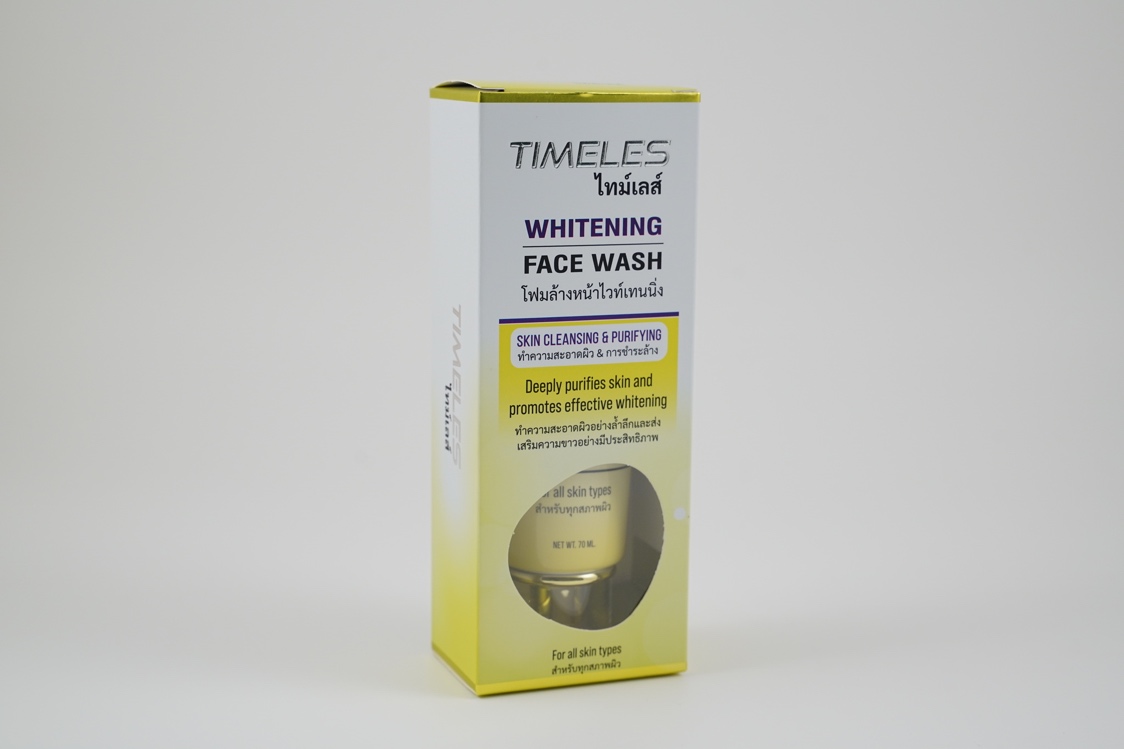 TIMELES
ไทม์เลส์
WHITENING
FACE WASH
โฟมล้างหน้าไวท์เทนนิ่ง
SKIN CLEANSING & PURIFYING
ทำความสะอาดผิว & การชำระล้าง
Deeply purifies skin and
promotes effective whitening
ทำความสะอาดผิวอย่างล้ำลึกและส่ง
เสริมความขาวอย่างมีประสิทธิภาพ
For all skin types
สำหรับทุกสภาพผิว
NET WT. 70 ML.
For all skin types
สำหรับทุกสภาพผิว
TIMELES
ไทม์เลส์